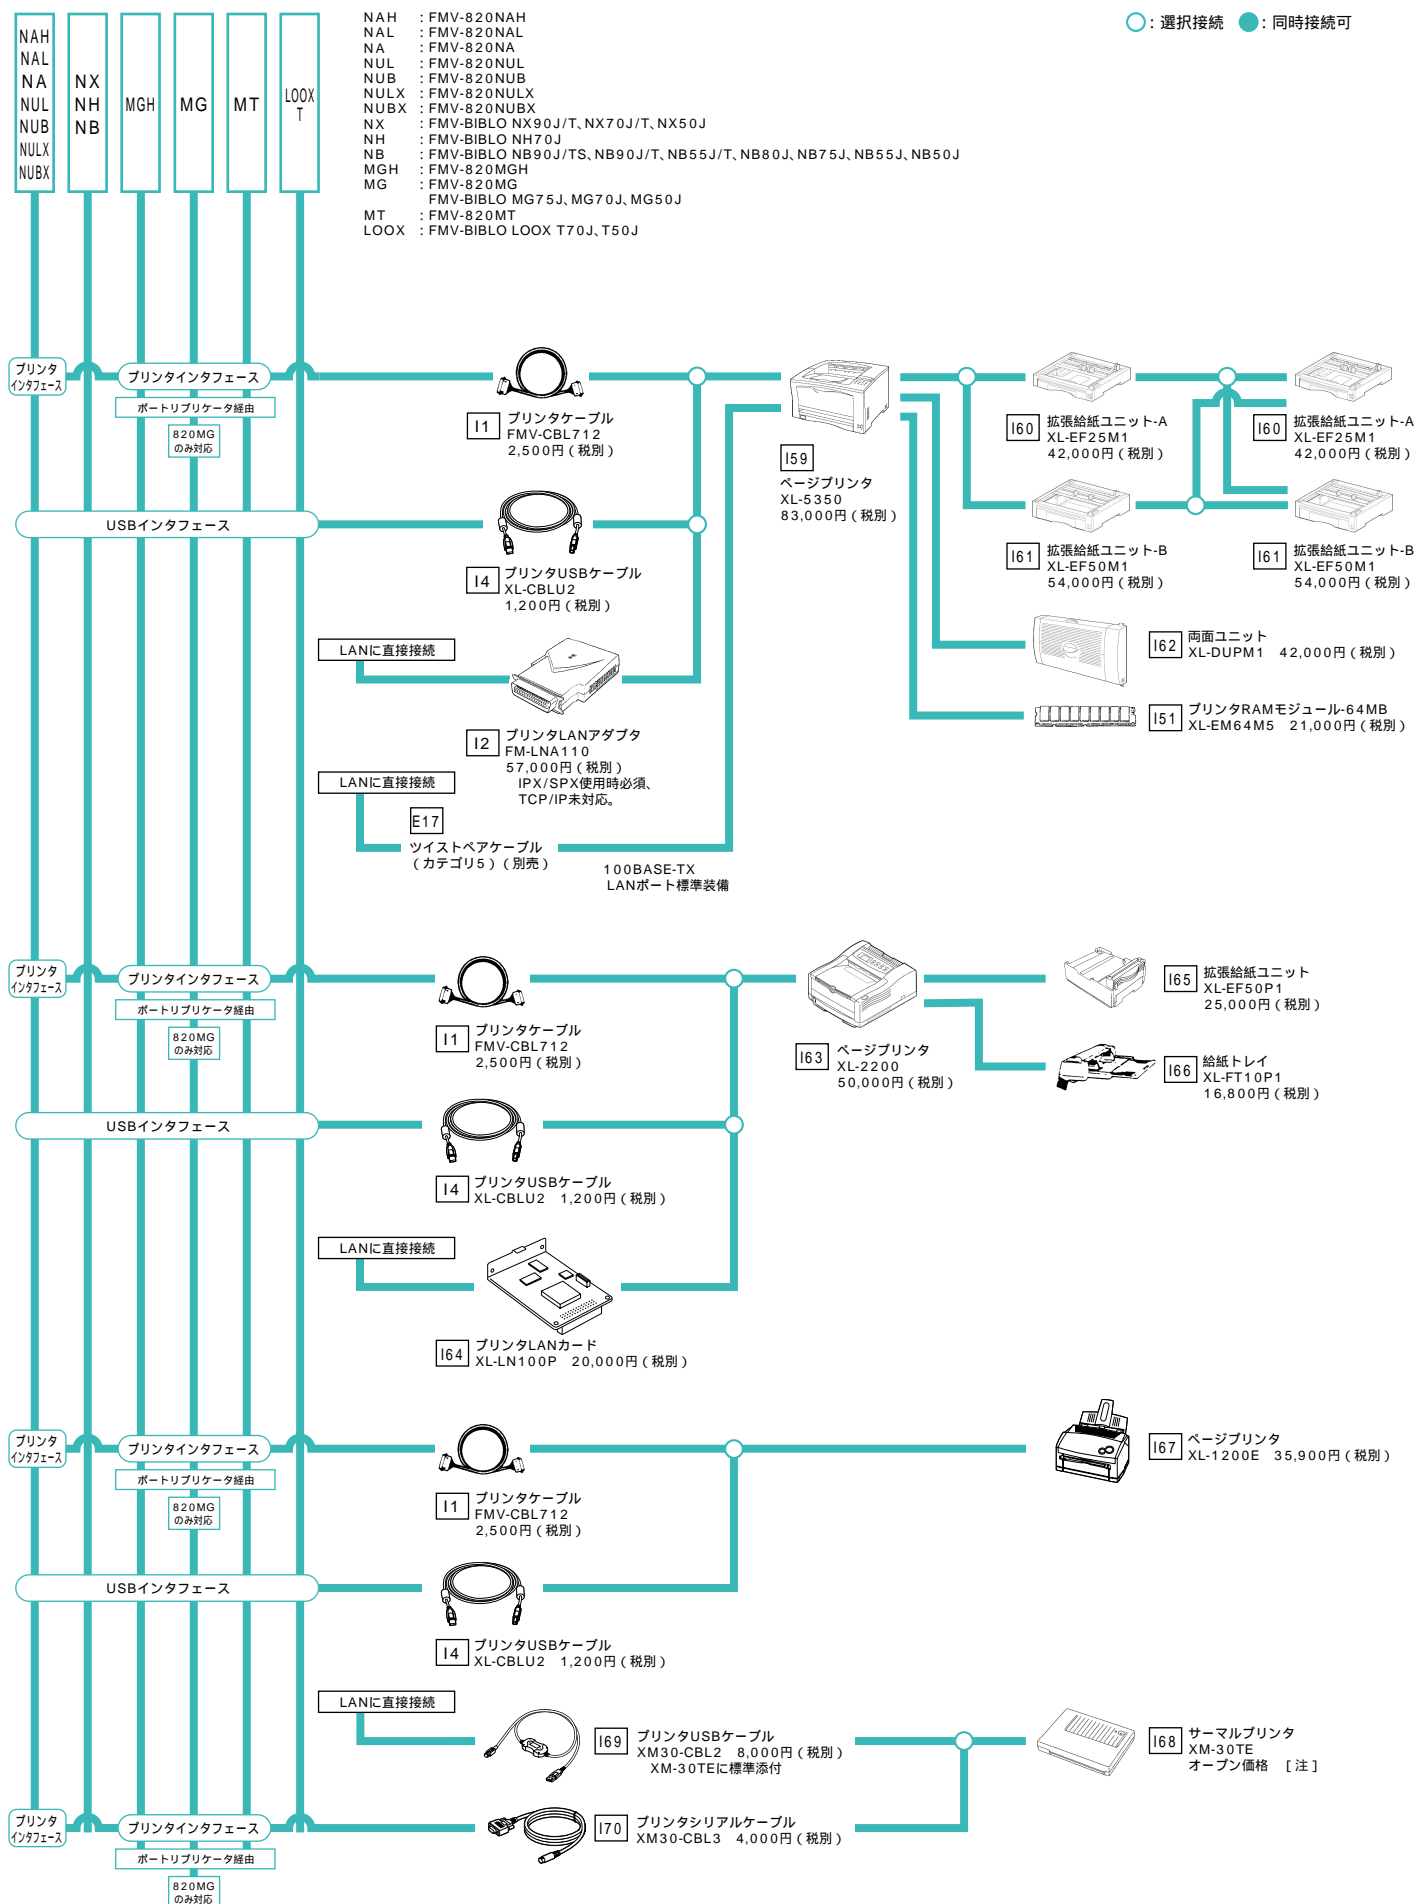 NAH
NAL
NA
NUL
NUB
NULX
NUBX
NX
NH
NB
MGH
MG
MT
LOOX
T
NAH : FMV-820NAH
NAL : FMV-820NAL
NA : FMV-820NA
NUL : FMV-820NUL
NUB : FMV-820NUB
NULX : FMV-820NULX
NUBX : FMV-820NUBX
NX : FMV-BIBLO NX90J/T、NX70J/T、NX50J
NH : FMV-BIBLO NH70J
NB : FMV-BIBLO NB90J/TS、NB90J/T、NB55J/T、NB80J、NB75J、NB55J、NB50J
MGH : FMV-820MGH
MG : FMV-820MG
FMV-BIBLO MG75J、MG70J、MG50J
MT : FMV-820MT
LOOX : FMV-BIBLO LOOX T70J、T50J
○：選択接続 ●：同時接続可
プリンタ
インタフェース
プリンタインタフェース
ポートリプリケータ経由
820MG
のみ対応
I1 プリンタケーブル
FMV-CBL712
2,500円（税別）
USBインタフェース
I4 プリンタUSBケーブル
XL-CBLU2
1,200円（税別）
LANに直接接続
I2 プリンタLANアダプタ
FM-LNA110
57,000円（税別）
IPX/SPX使用時必須、
TCP/IP未対応。
LANに直接接続
E17
ツイストペアケーブル
（カテゴリ5）（別売）
100BASE-TX
LANポート標準装備
I59
ページプリンタ
XL-5350
83,000円（税別）
I60 拡張給紙ユニット-A
XL-EF25M1
42,000円（税別）
I60 拡張給紙ユニット-A
XL-EF25M1
42,000円（税別）
I61 拡張給紙ユニット-B
XL-EF50M1
54,000円（税別）
I61 拡張給紙ユニット-B
XL-EF50M1
54,000円（税別）
I62 両面ユニット
XL-DUPM1 42,000円（税別）
I51 プリンタRAMモジュール-64MB
XL-EM64M5 21,000円（税別）
プリンタ
インタフェース
プリンタインタフェース
ポートリプリケータ経由
820MG
のみ対応
I1 プリンタケーブル
FMV-CBL712
2,500円（税別）
USBインタフェース
I4 プリンタUSBケーブル
XL-CBLU2 1,200円（税別）
LANに直接接続
I64 プリンタLANカード
XL-LN100P 20,000円（税別）
I63 ページプリンタ
XL-2200
50,000円（税別）
I65 拡張給紙ユニット
XL-EF50P1
25,000円（税別）
I66 給紙トレイ
XL-FT10P1
16,800円（税別）
プリンタ
インタフェース
プリンタインタフェース
ポートリプリケータ経由
820MG
のみ対応
I1 プリンタケーブル
FMV-CBL712
2,500円（税別）
USBインタフェース
I4 プリンタUSBケーブル
XL-CBLU2 1,200円（税別）
I67 ページプリンタ
XL-1200E 35,900円（税別）
LANに直接接続
I69 プリンタUSBケーブル
XM30-CBL2 8,000円（税別）
XM-30TEに標準添付
I68 サーマルプリンタ
XM-30TE
オープン価格 ［注］
プリンタ
インタフェース
プリンタインタフェース
ポートリプリケータ経由
820MG
のみ対応
I70 プリンタシリアルケーブル
XM30-CBL3 4,000円（税別）